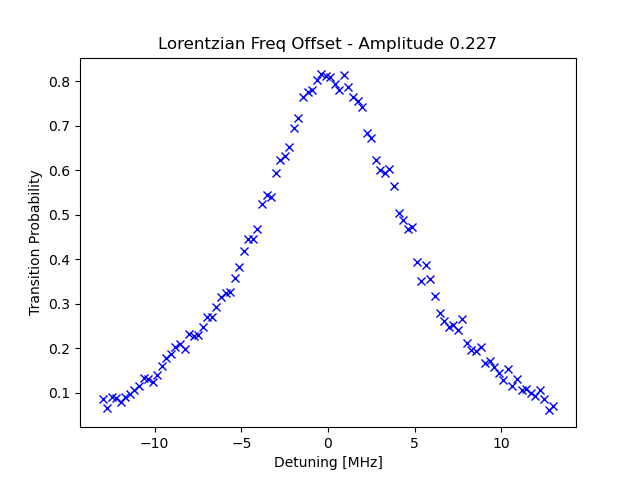 Lorentzian Freq Offset - Amplitude 0.227
Transition Probability
0.8
0.7
0.6
0.5
0.4
0.3
0.2
0.1
−10 −5 0 5 10
Detuning [MHz]